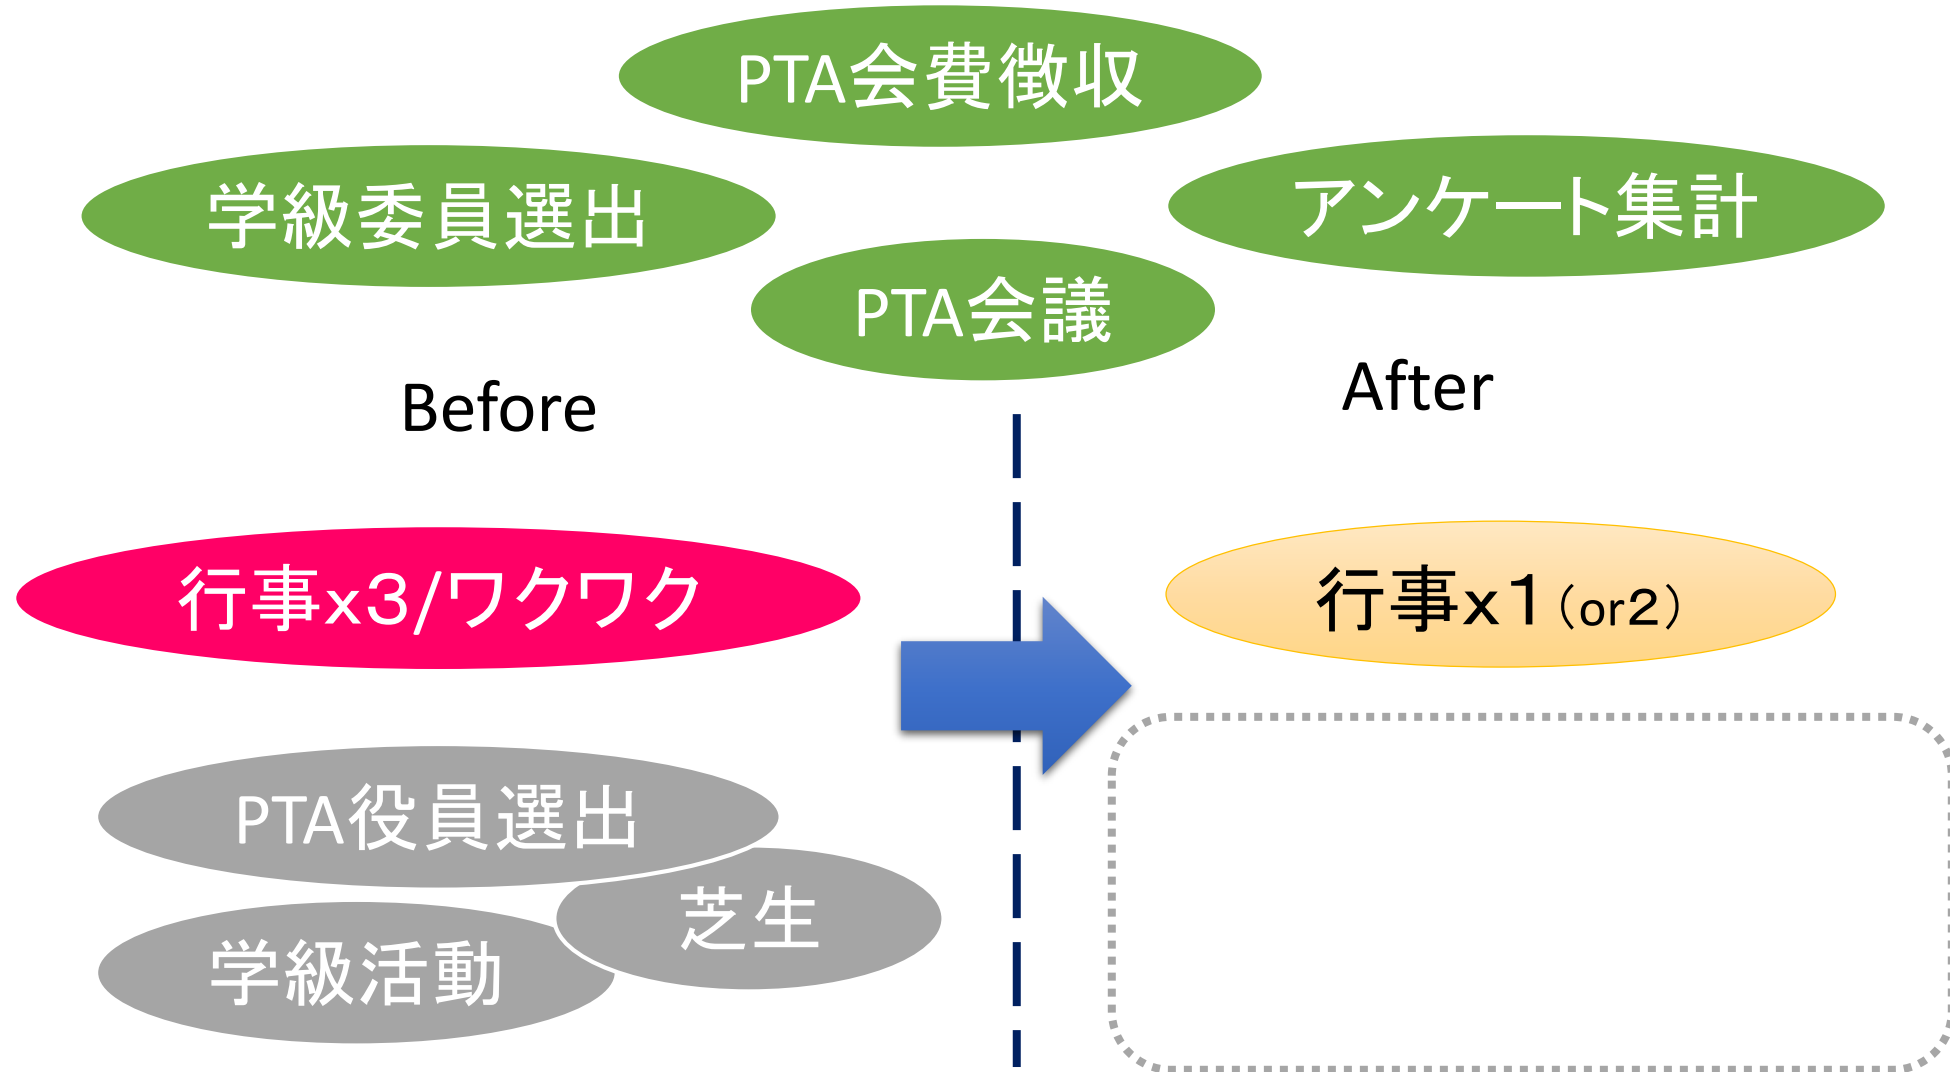 PTA会費徴収
学級委員選出
アンケート集計
PTA会議
Before
After
行事x3/ワクワク
行事x1(or2)
PTA役員選出
芝生
学級活動